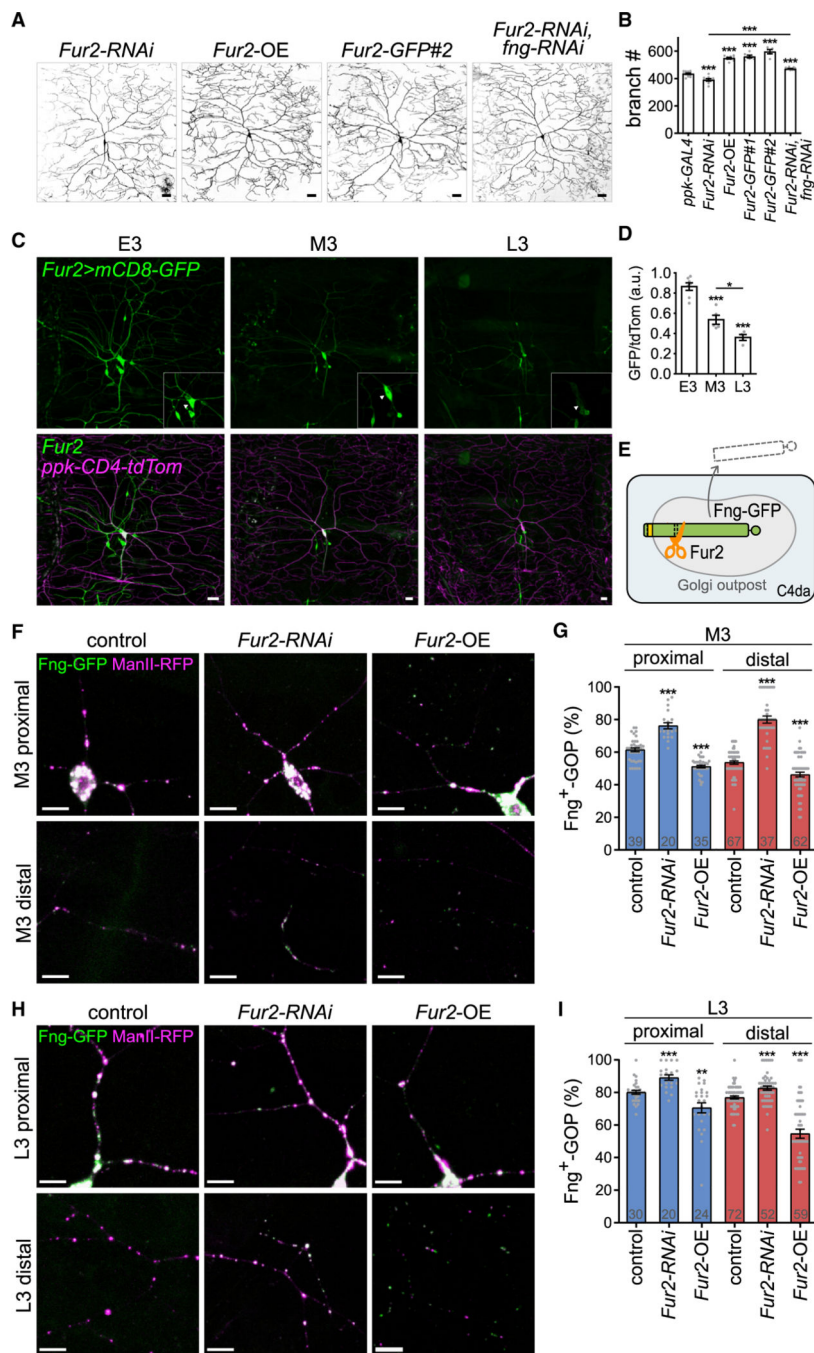 A
Fur2-RNAi
Fur2-OE
Fur2-GFP#2
Fur2-RNAi,
fng-RNAi
B
***
***
***
***
***
***
600
400
200
0
branch #
ppk-GAL4
Fur2-RNAi
Fur2-OE
Fur2-GFP#1
Fur2-GFP#2
Fur2-RNAi,
fng-RNAi
C
E3
M3
L3
Fur2>mCD8-GFP
Fur2
ppk-CD4-tdTom
D
GFP/tdTom (a.u.)
1.0
0.8
0.6
0.4
0.2
0.0
***
*
***
E3
M3
L3
E
Fng-GFP
Fur2
Golgi outpost
C4da
F
control
Fur2-RNAi
Fur2-OE
Fng-GFP ManII-RFP
M3 proximal
M3 distal
G
M3
proximal
distal
Fng+-GOP (%)
100
80
60
40
20
0
***
***
***
***
39
20
35
67
37
62
control
Fur2-RNAi
Fur2-OE
control
Fur2-RNAi
Fur2-OE
H
control
Fur2-RNAi
Fur2-OE
Fng-GFP ManII-RFP
L3 proximal
L3 distal
I
L3
proximal
distal
Fng+-GOP (%)
100
80
60
40
20
0
***
**
***
***
30
20
24
72
52
59
control
Fur2-RNAi
Fur2-OE
control
Fur2-RNAi
Fur2-OE